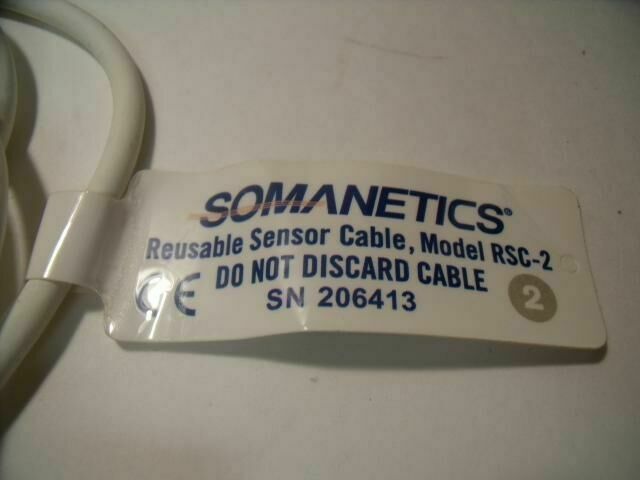 SOMANETICS®
Reusable Sensor Cable, Model RSC-2
DO NOT DISCARD CABLE
CE SN 206413
2